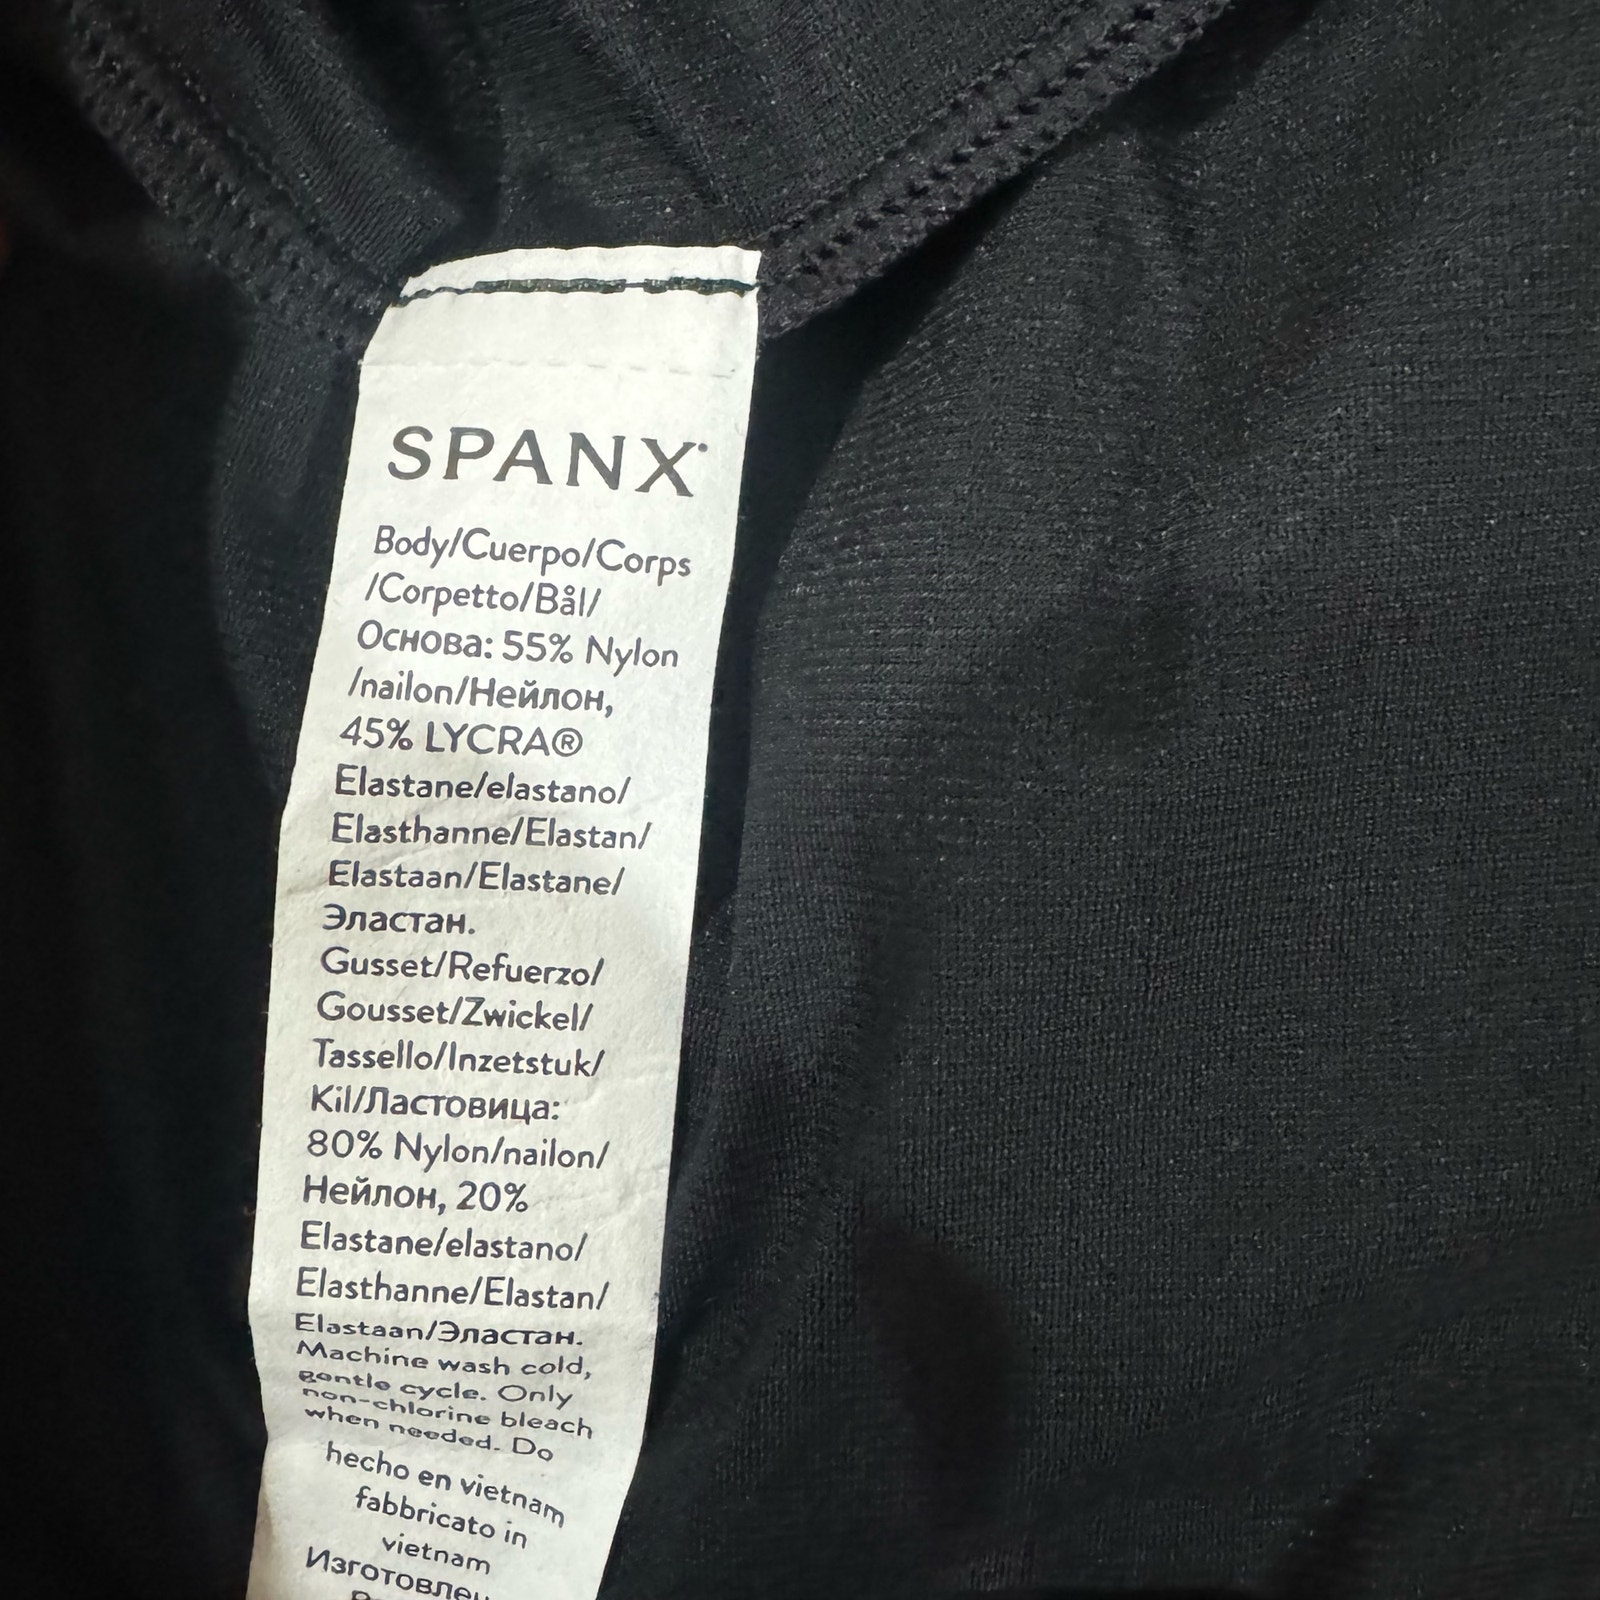 SPANX
Body/Cuerpo/Corps
/Corpetto/Bål/
Основа: 55% Nylon
/nailon/Нейлон,
45% LYCRA®
Elastane/elastano/
Elasthanne/Elastan/
Elastaan/Elastane/
Эластан.
Gusset/Refuerzo/
Gousset/Zwickel/
Tassello/Inzetstuk/
Kil/Ластовица:
80% Nylon/nailon/
Нейлон, 20%
Elastane/elastano/
Elasthanne/Elastan/
Elastaan/Эластан.
Machine wash cold,
gentle cycle. Only
non-chlorine bleach
when needed. Do
hecho en vietnam
fabbricato in
vietnam